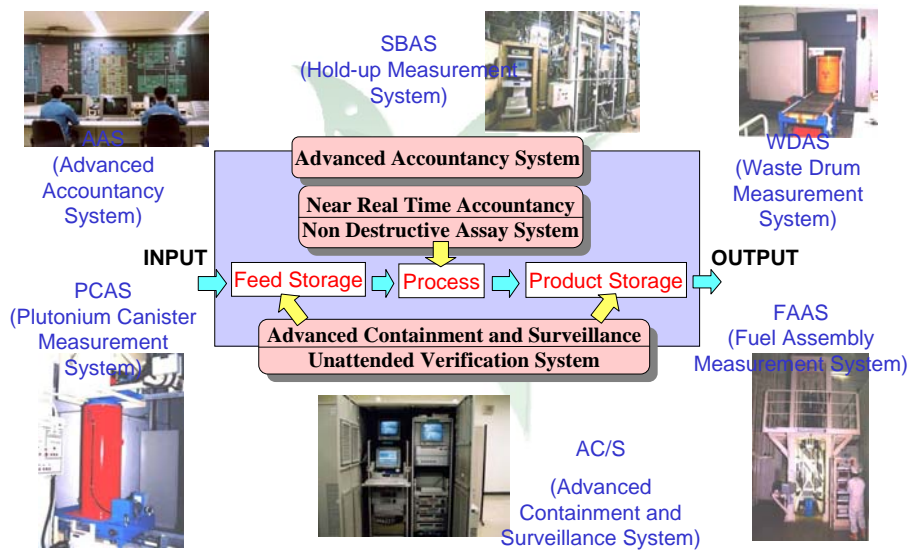 SBAS
(Hold-up Measurement
System)
AAS
(Advanced
Accountancy
System)
WDAS
(Waste Drum
Measurement
System)
Advanced Accountancy System
Near Real Time Accountancy
Non Destructive Assay System
INPUT
Feed Storage
Process
Product Storage
OUTPUT
PCAS
(Plutonium Canister
Measurement
System)
Advanced Containment and Surveillance
Unattended Verification System
FAAS
(Fuel Assembly
Measurement System)
AC/S
(Advanced
Containment and
Surveillance System)